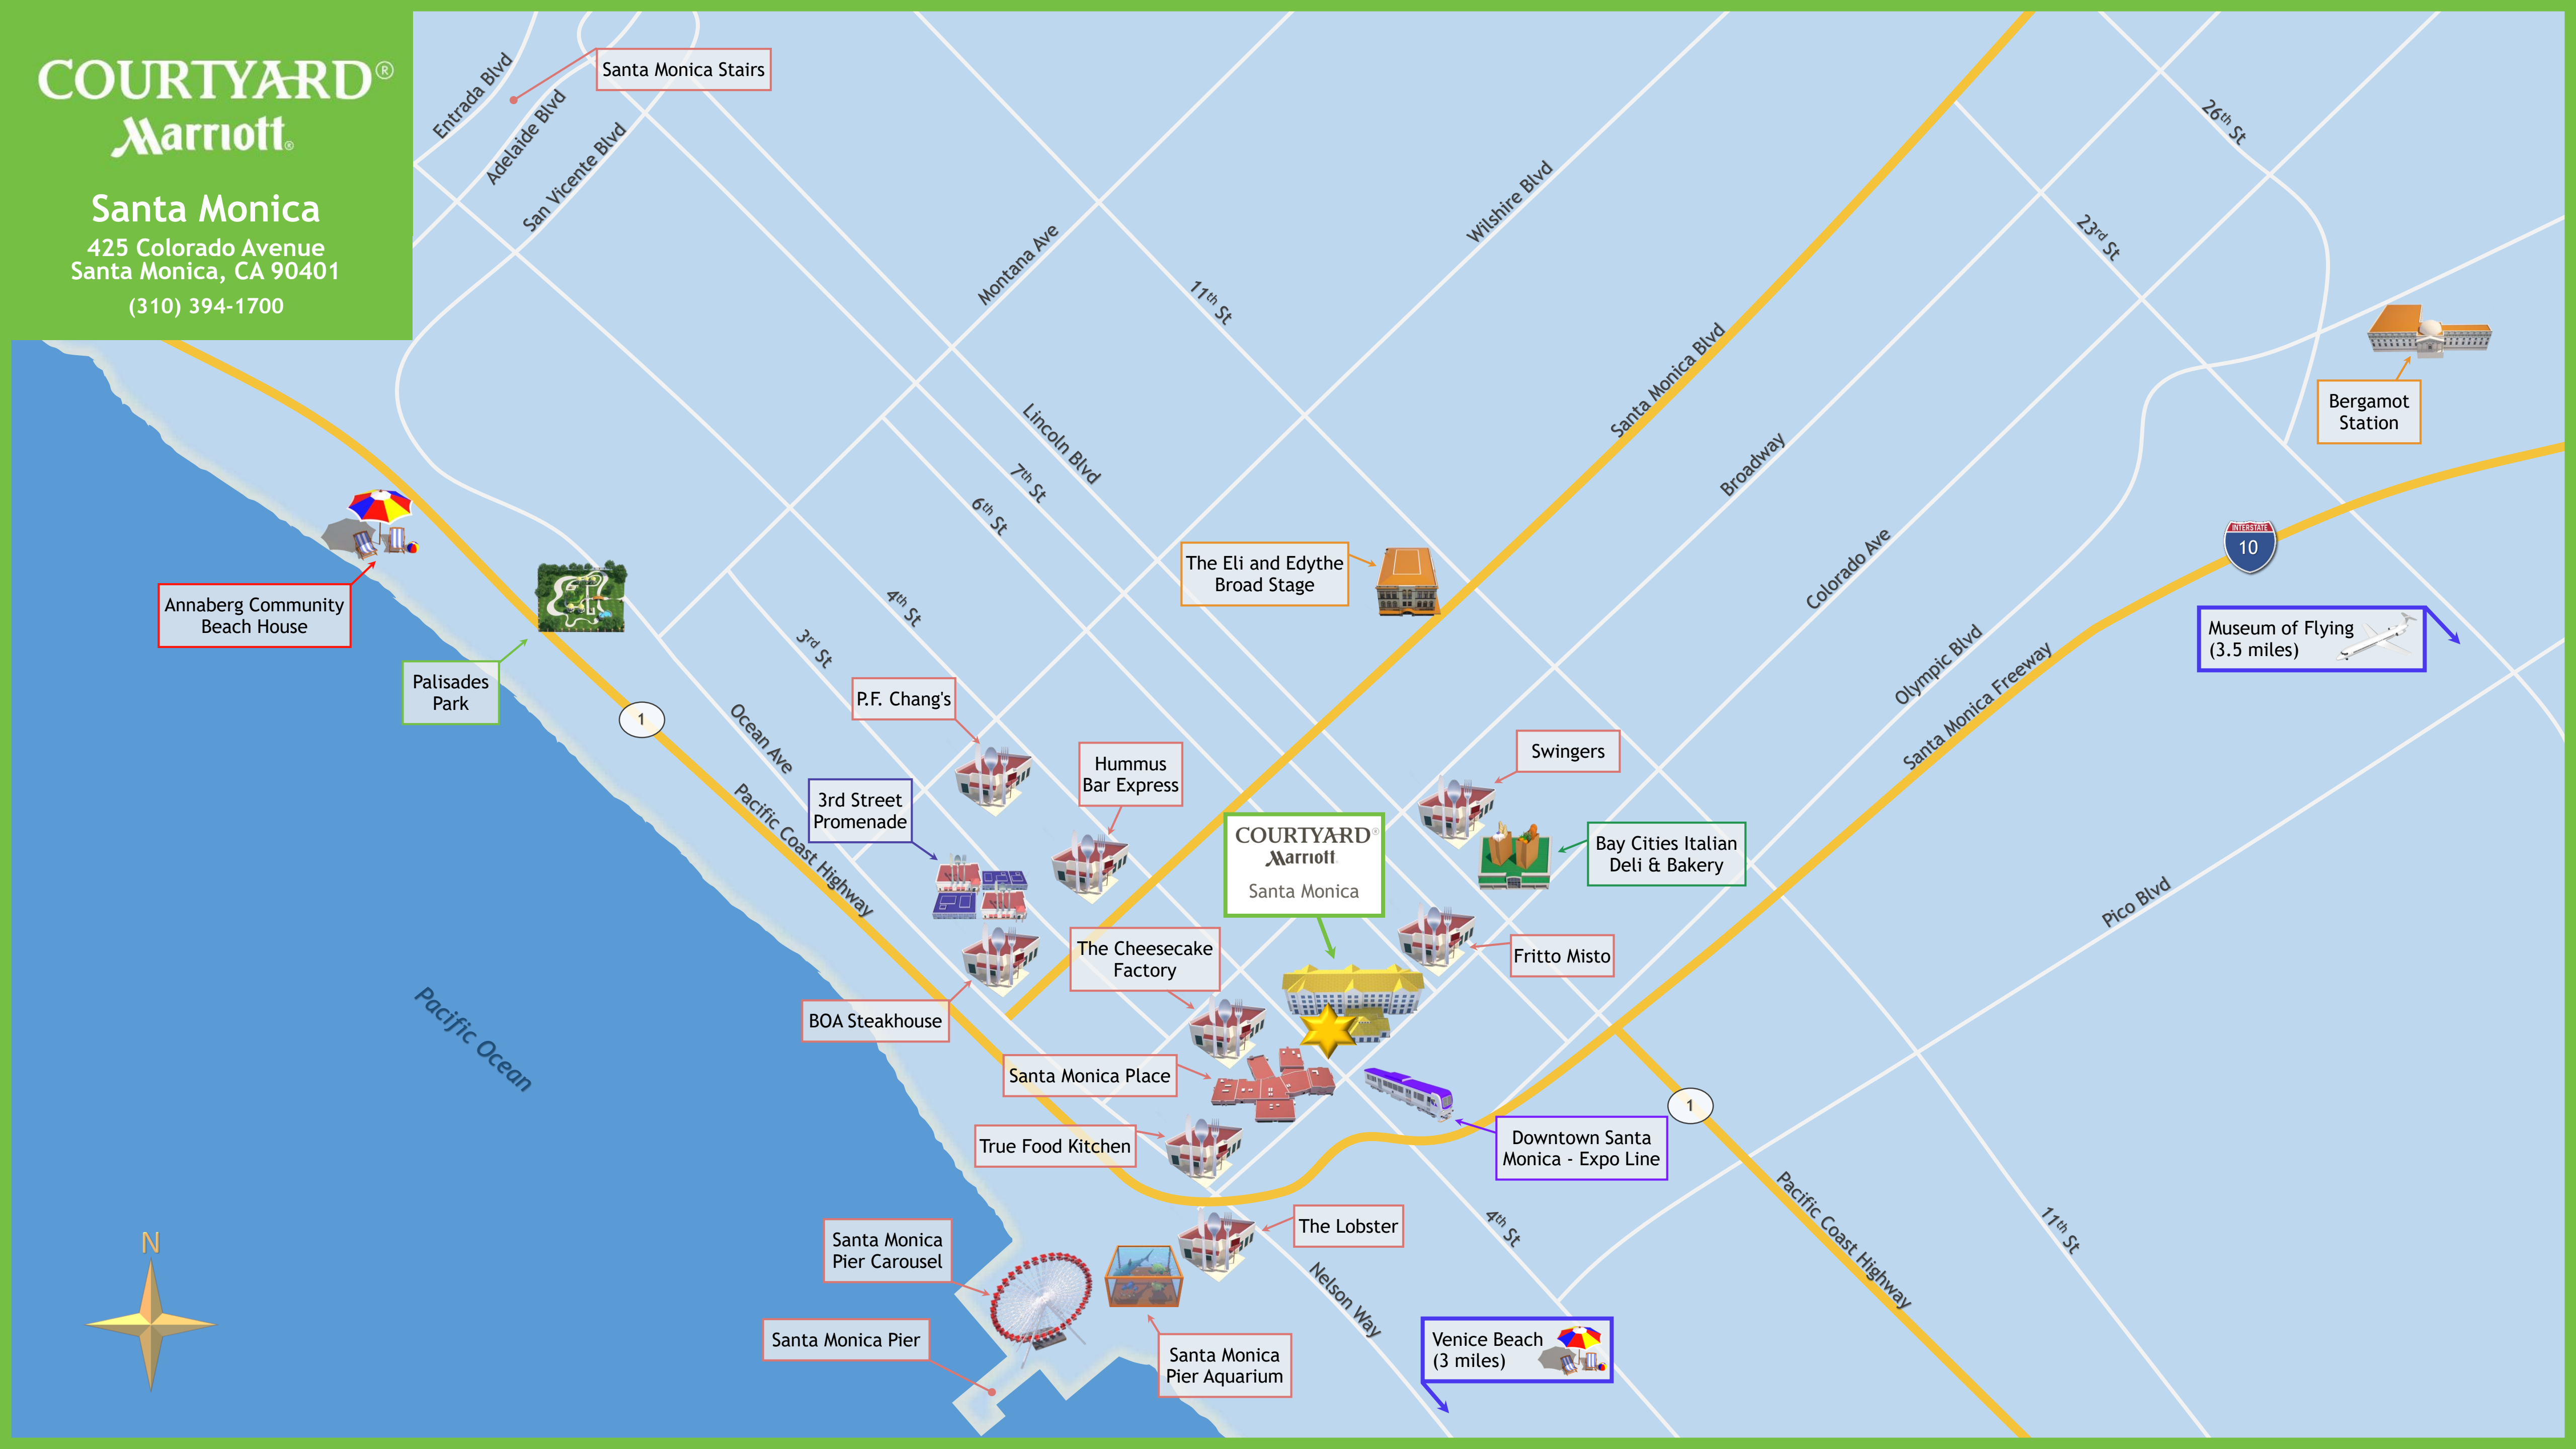 COURTYARD®
Marriott®
Santa Monica
425 Colorado Avenue
Santa Monica, CA 90401
(310) 394-1700
Entrada Blvd
Adelaide Blvd
San Vicente Blvd
Santa Monica Stairs
Montana Ave
11th St
Wilshire Blvd
26th St
23rd St
Santa Monica Blvd
Broadway
Colorado Ave
Olympic Blvd
Santa Monica Freeway
Bergamot
Station
INTERSTATE
10
Museum of Flying
(3.5 miles)
Lincoln Blvd
7th St
6th St
4th St
3rd St
Ocean Ave
Pacific Coast Highway
Annaberg Community
Beach House
Palisades
Park
1
The Eli and Edythe
Broad Stage
P.F. Chang's
Hummus
Bar Express
3rd Street
Promenade
Swingers
COURTYARD®
Marriott
Santa Monica
Bay Cities Italian
Deli & Bakery
Pico Blvd
The Cheesecake
Factory
Fritto Misto
BOA Steakhouse
Pacific Ocean
Santa Monica Place
True Food Kitchen
Downtown Santa
Monica - Expo Line
1
Pacific Coast Highway
11th St
4th St
The Lobster
Nelson Way
Santa Monica
Pier Carousel
Santa Monica Pier
Santa Monica
Pier Aquarium
Venice Beach
(3 miles)
N